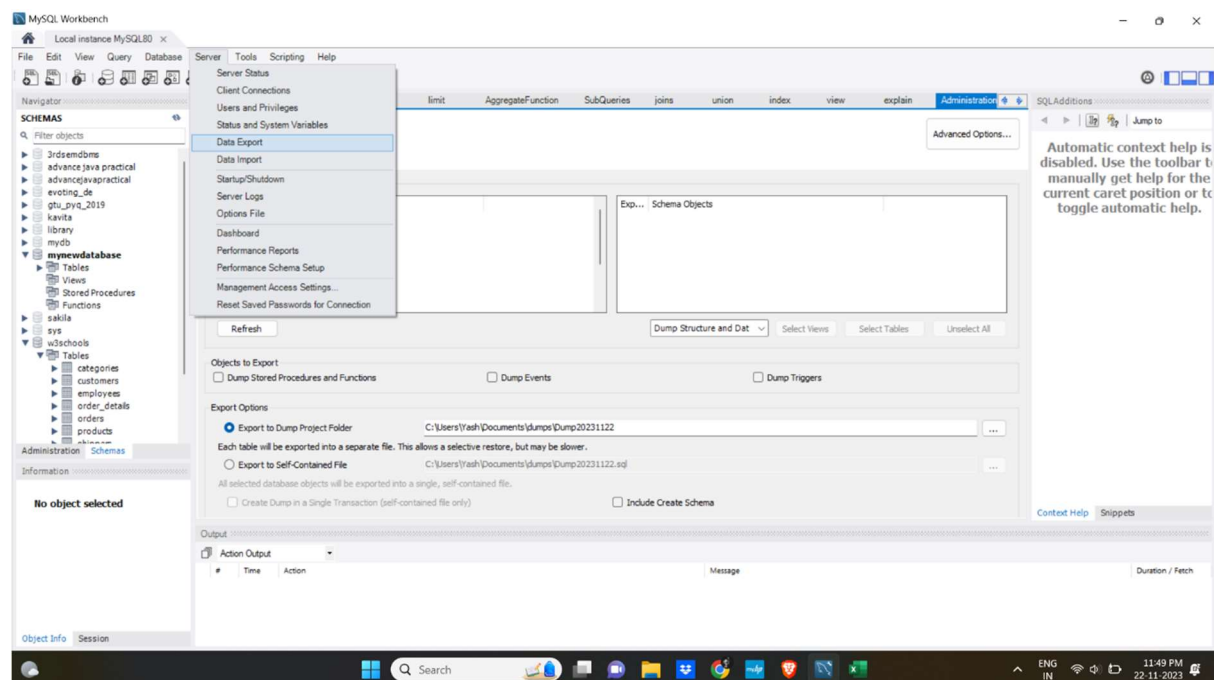 MySQL Workbench
Local instance MySQL80
File Edit View Query Database Server Tools Scripting Help
Server Status
Client Connections
Users and Privileges
Status and System Variables
Data Export
Data Import
Startup/Shutdown
Server Logs
Options File
Dashboard
Performance Reports
Performance Schema Setup
Management Access Settings...
Reset Saved Passwords for Connection
Navigator
SCHEMAS
Filter objects
3rdsemdbms
advance java practical
advancejavapractical
evoting_de
gtu_pyq_2019
kavita
library
mydb
mynewdatabase
Tables
Views
Stored Procedures
Functions
sakila
sys
w3schools
Tables
categories
customers
employees
order_details
orders
products
Administration Schemas
Information
No object selected
Object Info Session
limit AggregateFunction SubQueries joins union index view explain Administration
Advanced Options...
Exp... Schema Objects
Refresh Dump Structure and Dat Select Views Select Tables Unselect All
Objects to Export
Dump Stored Procedures and Functions Dump Events Dump Triggers
Export Options
Export to Dump Project Folder C:\Users\Yash\Documents\dumps\Dump20231122 ...
Each table will be exported into a separate file. This allows a selective restore, but may be slower.
Export to Self-Contained File C:\Users\Yash\Documents\dumps\Dump20231122.sql ...
All selected database objects will be exported into a single, self-contained file.
Create Dump in a Single Transaction (self-contained file only) Include Create Schema
Output
Action Output
# Time Action Message Duration / Fetch
SQLAdditions
Jump to
Automatic context help is
disabled. Use the toolbar t
manually get help for the
current caret position or to
toggle automatic help.
Context Help Snippets
Search
ENG
IN
11:49 PM
22-11-2023